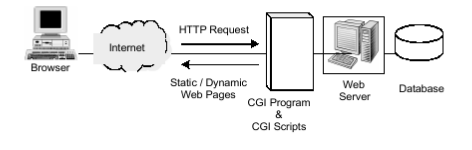 HTTP Request
Internet
Browser
Static / Dynamic
Web Pages
CGI Program
&
CGI Scripts
Web
Server
Database